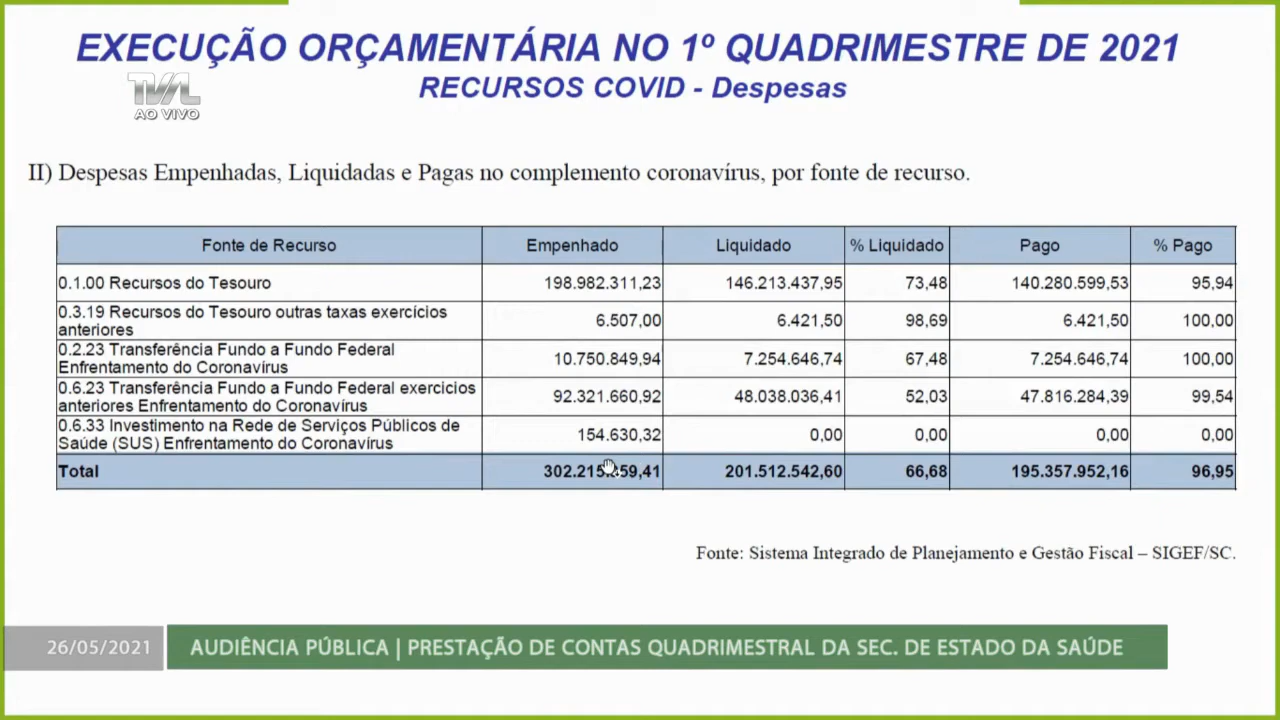 EXECUÇÃO ORÇAMENTÁRIA NO 1º QUADRIMESTRE DE 2021
RECURSOS COVID - Despesas
TVAL
AO VIVO
II) Despesas Empenhadas, Liquidadas e Pagas no complemento coronavírus, por fonte de recurso.
Fonte de Recurso Empenhado Liquidado % Liquidado Pago % Pago
0.1.00 Recursos do Tesouro 198.982.311,23 146.213.437,95 73,48 140.280.599,53 95,94
0.3.19 Recursos do Tesouro outras taxas exercícios
anteriores 6.507,00 6.421,50 98,69 6.421,50 100,00
0.2.23 Transferência Fundo a Fundo Federal
Enfrentamento do Coronavírus 10.750.849,94 7.254.646,74 67,48 7.254.646,74 100,00
0.6.23 Transferência Fundo a Fundo Federal exercicios
anteriores Enfrentamento do Coronavírus 92.321.660,92 48.038.036,41 52,03 47.816.284,39 99,54
0.6.33 Investimento na Rede de Serviços Públicos de
Saúde (SUS) Enfrentamento do Coronavírus 154.630,32 0,00 0,00 0,00 0,00
Total 201.512.542,60 66,68 195.357.952,16 96,95
Fonte: Sistema Integrado de Planejamento e Gestão Fiscal – SIGEF/SC.
26/05/2021 AUDIÊNCIA PÚBLICA | PRESTAÇÃO DE CONTAS QUADRIMESTRAL DA SEC. DE ESTADO DA SAÚDE